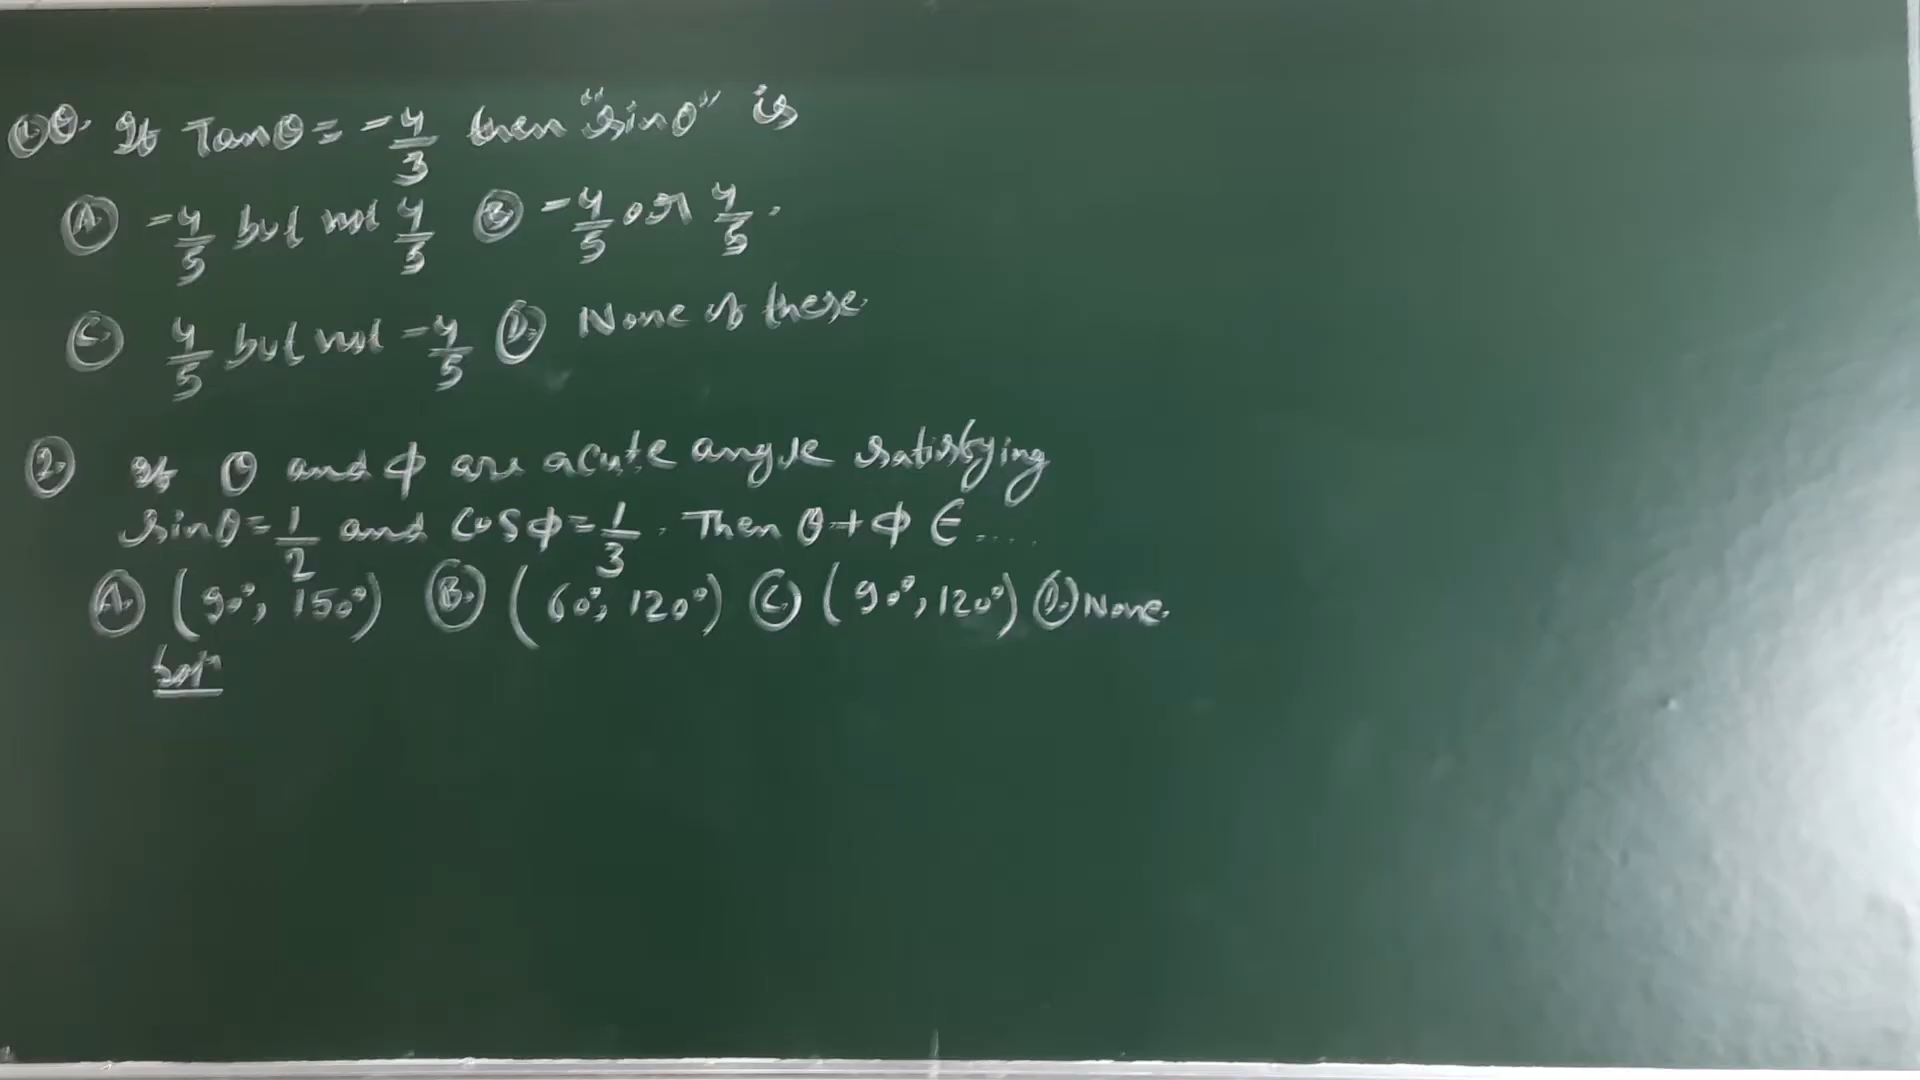 1 Q. If Tanθ = -4/3 then "sinθ" is
(A) -4/5 but not 4/5 (B) -4/5 or 4/5.
(C) 4/5 but not -4/5 (D) None of these.
(2.) If θ and ϕ are acute angle satisfying
sinθ = 1/2 and cosϕ = 1/3. Then θ+ϕ ∈ .....
(A.) (90°, 150°) (B.) (60°, 120°) (C) (90°, 120°) (D.) None.
Solⁿ